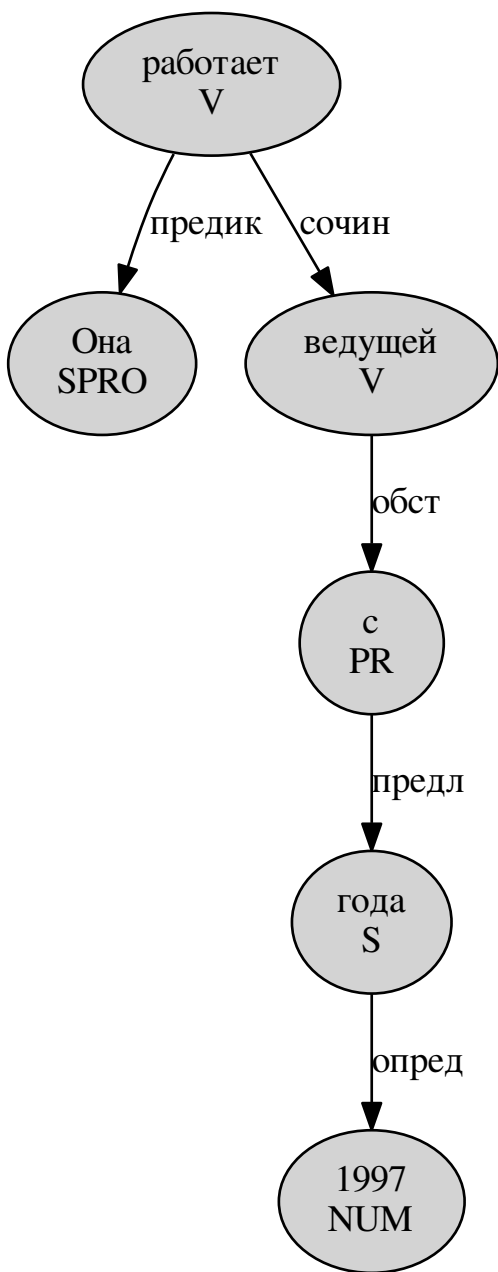 работает
V
предик
сочин
Она
SPRO
ведущей
V
обст
с
PR
предл
года
S
опред
1997
NUM